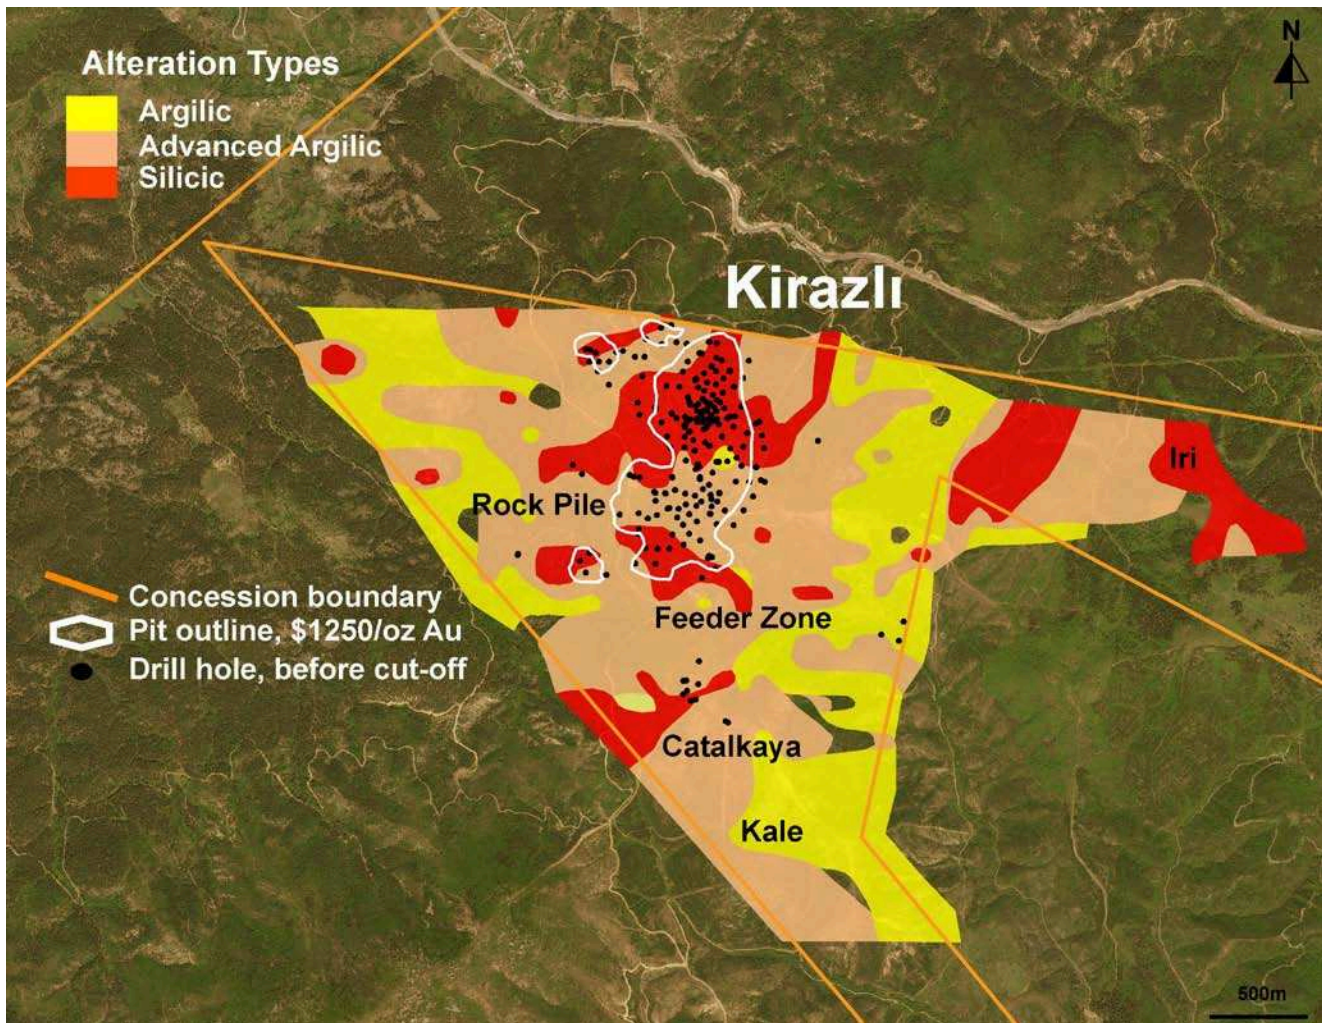 N
Alteration Types
Argilic
Advanced Argilic
Silicic
Kirazlı
Iri
Rock Pile
Concession boundary
Feeder Zone
Pit outline, $1250/oz Au
Drill hole, before cut-off
Catalkaya
Kale
500m